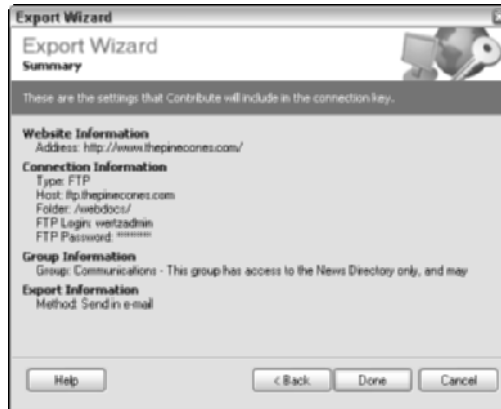 Export Wizard
Export Wizard
Summary
These are the settings that Contribute will include in the connection key.
Website Information
Address: http://www.thepinecones.com/
Connection Information
Type: FTP
Host: ftp.thepinecones.com
Folder: /webdocs/
FTP Login: wertzadmin
FTP Password: **********
Group Information
Group: Communications - This group has access to the News Directory only, and may
Export Information
Method: Send in e-mail
Help
< Back
Done
Cancel